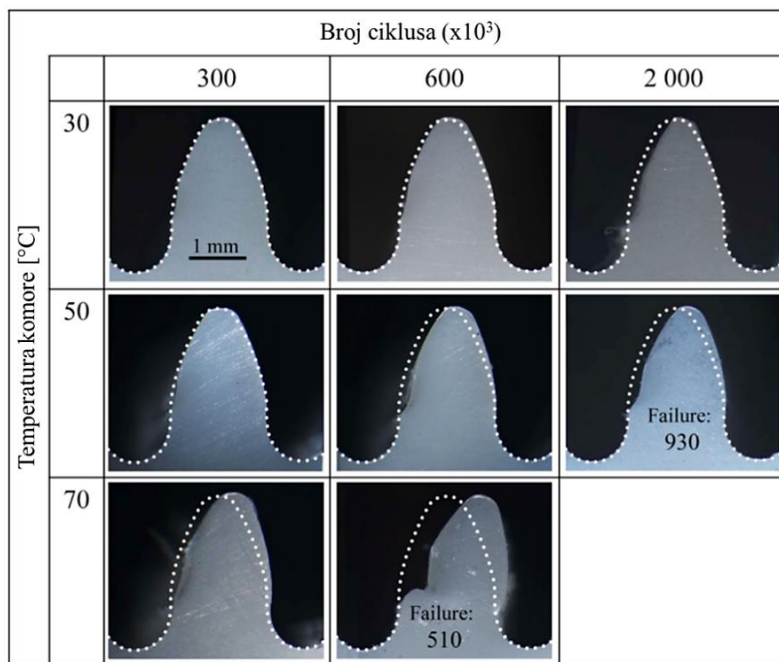 Broj ciklusa (x10³)
300
600
2 000
Temperatura komore [°C]
30
1 mm
50
Failure:
930
70
Failure:
510